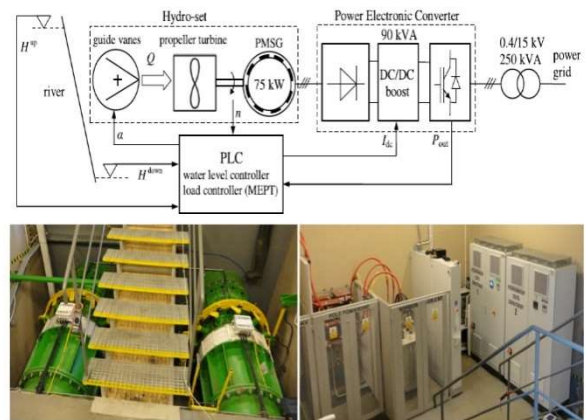 Hydro-set
Power Electronic Converter
guide vanes
Q
propeller turbine
PMSG
75 kW
90 kVA
DC/DC
boost
0.4/15 kV
250 kVA
power
grid
H^up
river
H^down
α
n
I_dc
P_out
PLC
water level controller
load controller (MEPT)